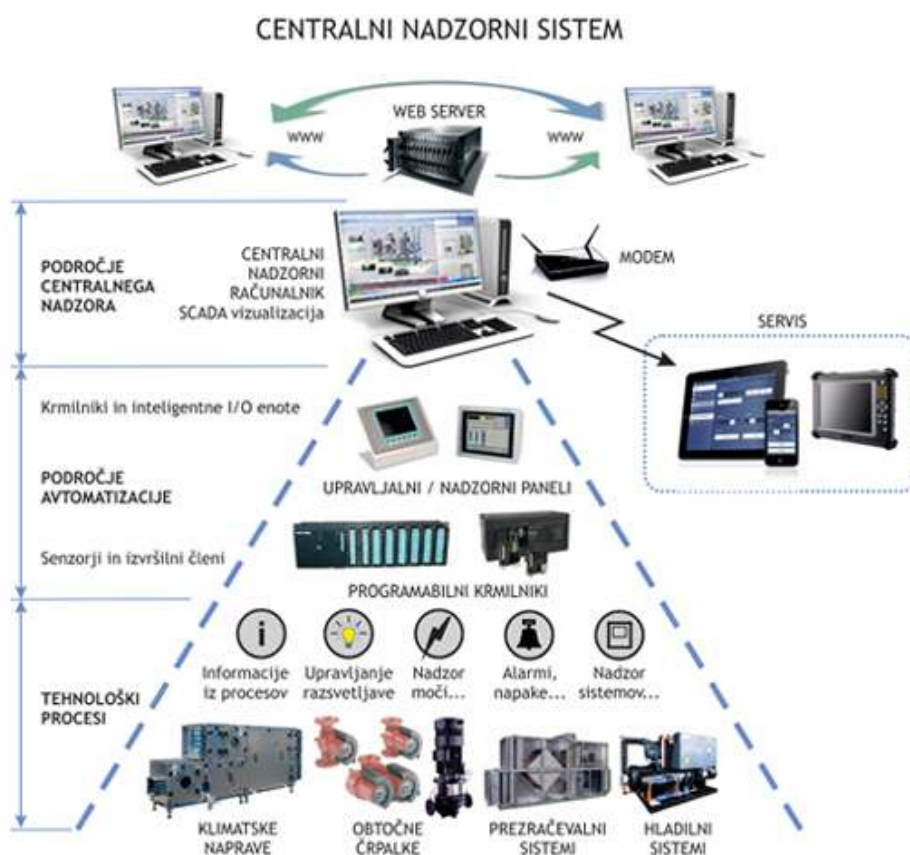 CENTRALNI NADZORNI SISTEM
WEB SERVER
WWW
WWW
PODROČJE
CENTRALNEGA
NADZORA
CENTRALNI
NADZORNI
RAČUNALNIK
SCADA vizualizacija
MODEM
SERVIS
Krmilniki in inteligentne I/O enote
PODROČJE
AVTOMATIZACIJE
UPRAVLJALNI / NADZORNI PANELI
Senzorji in izvršilni členi
PROGRAMABILNI KRMILNIKI
TEHNOLOŠKI
PROCESI
Informacije
iz procesov
Upravljanje
razsvetljave
Nadzor
moči...
Alarmi,
napake...
Nadzor
sistemov...
KLIMATSKE
NAPRAVE
OBTOČNE
ČRPALKE
PREZRAČEVALNI
SISTEMI
HLADILNI
SISTEMI